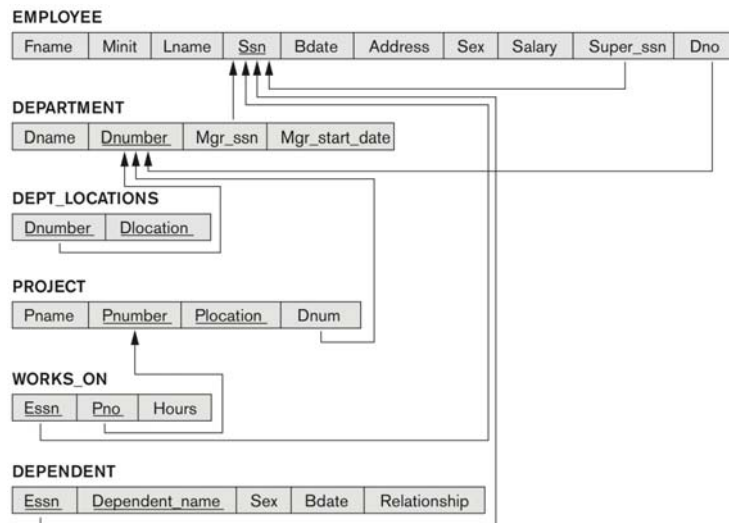 EMPLOYEE
Fname Minit Lname Ssn Bdate Address Sex Salary Super_ssn Dno
DEPARTMENT
Dname Dnumber Mgr_ssn Mgr_start_date
DEPT_LOCATIONS
Dnumber Dlocation
PROJECT
Pname Pnumber Plocation Dnum
WORKS_ON
Essn Pno Hours
DEPENDENT
Essn Dependent_name Sex Bdate Relationship